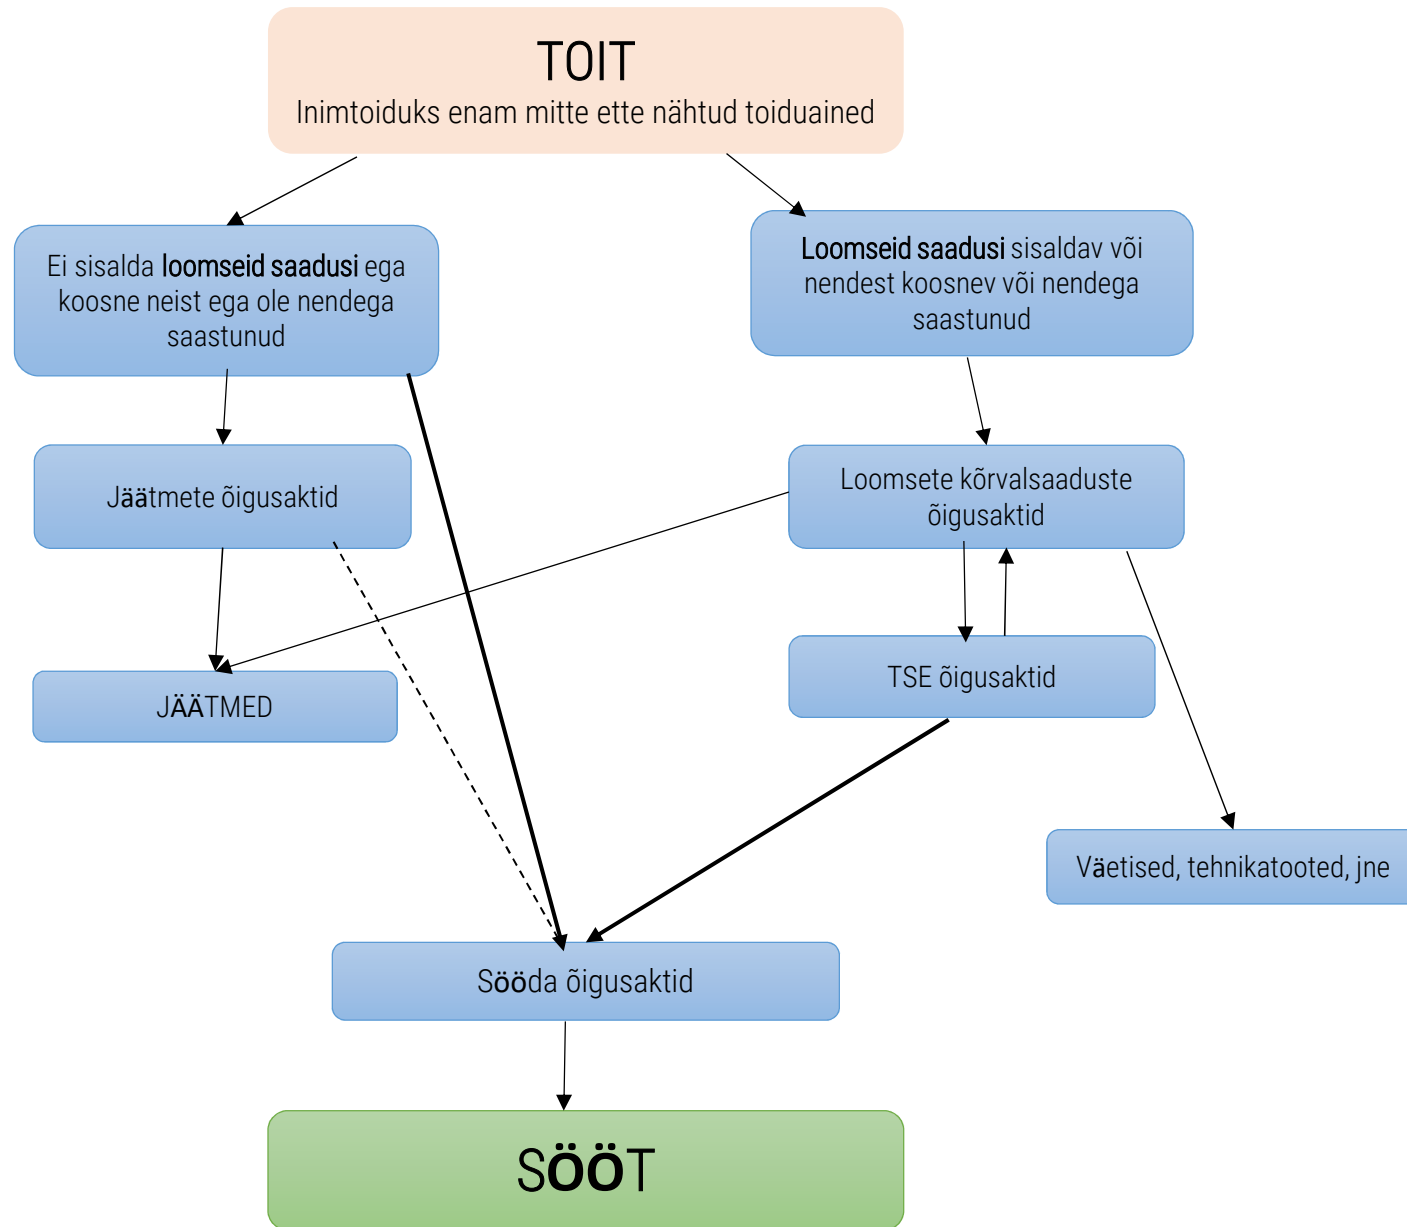 TOIT
Inimtoiduks enam mitte ette nähtud toiduained
Ei sisalda loomseid saadusi ega
koosne neist ega ole nendega
saastunud
Loomseid saadusi sisaldav või
nendest koosnev või nendega
saastunud
Jäätmete õigusaktid
Loomsete kõrvalsaaduste
õigusaktid
JÄÄTMED
TSE õigusaktid
Väetised, tehnikatooted, jne
Sööda õigusaktid
SÖÖT